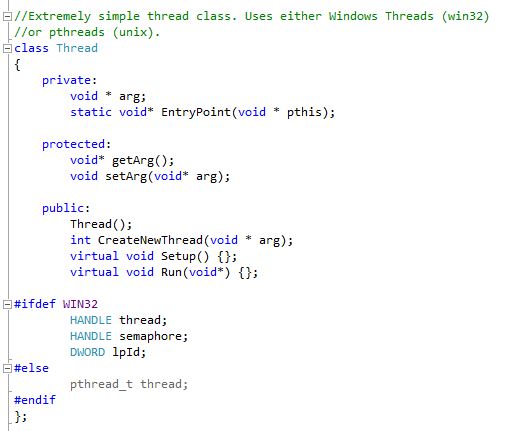 //Extremely simple thread class. Uses either Windows Threads (win32)
//or pthreads (unix).
class Thread
{
    private:
        void * arg;
        static void* EntryPoint(void * pthis);

    protected:
        void* getArg();
        void setArg(void* arg);

    public:
        Thread();
        int CreateNewThread(void * arg);
        virtual void Setup() {};
        virtual void Run(void*) {};

#ifdef WIN32
        HANDLE thread;
        HANDLE semaphore;
        DWORD lpId;
#else
        pthread_t thread;
#endif
};